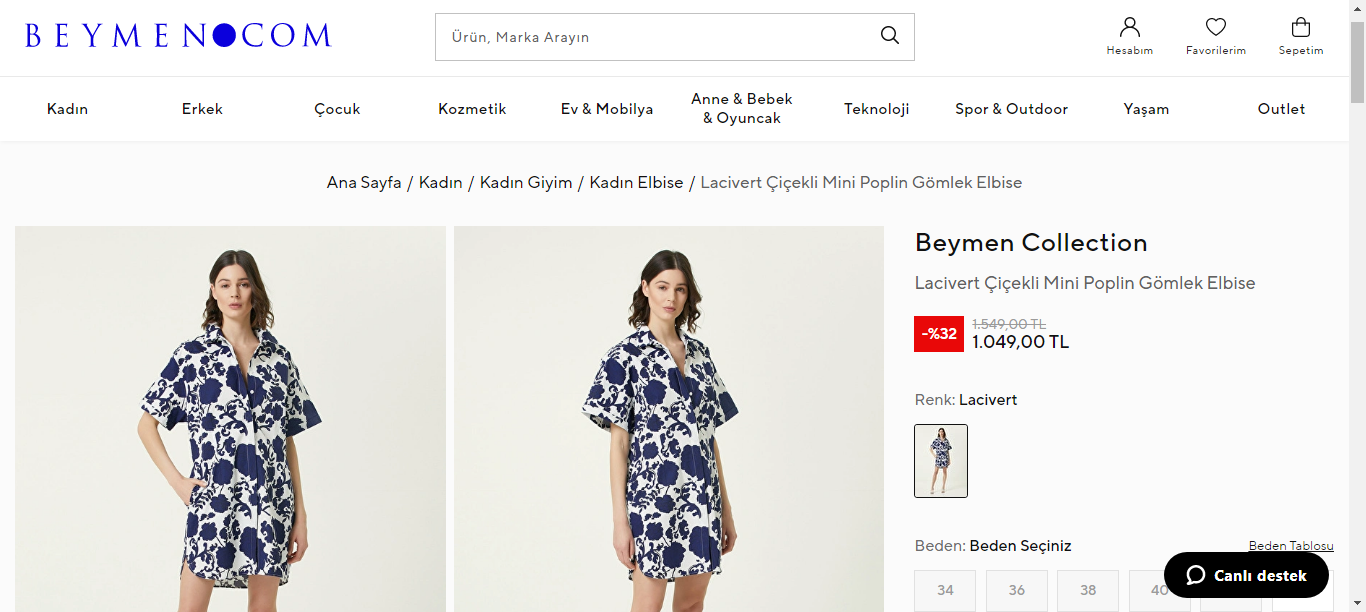 BEYMEN COM
Ürün, Marka Arayın
Hesabım
Favorilerim
Sepetim
Kadın
Erkek
Çocuk
Kozmetik
Ev & Mobilya
Anne & Bebek
& Oyuncak
Teknoloji
Spor & Outdoor
Yaşam
Outlet
Ana Sayfa / Kadın / Kadın Giyim / Kadın Elbise / Lacivert Çiçekli Mini Poplin Gömlek Elbise
Beymen Collection
Lacivert Çiçekli Mini Poplin Gömlek Elbise
-%32
1.549,00 TL
1.049,00 TL
Renk: Lacivert
Beden: Beden Seçiniz
Beden Tablosu
34
36
38
40
Canlı destek